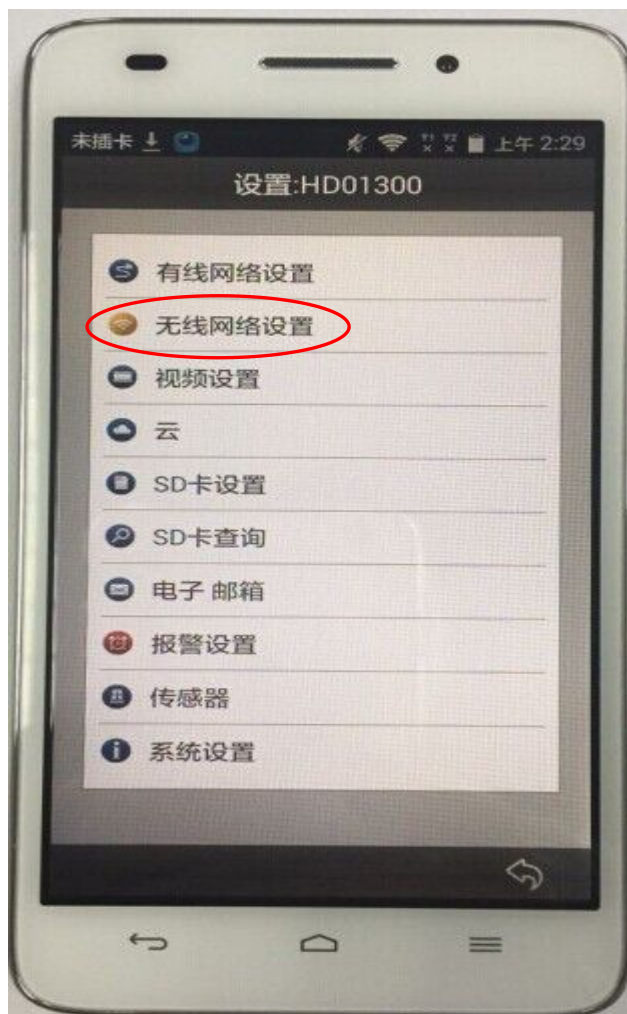 未插卡 上午 2:29
设置:HD01300
有线网络设置
无线网络设置
视频设置
云
SD卡设置
SD卡查询
电子 邮箱
报警设置
传感器
系统设置